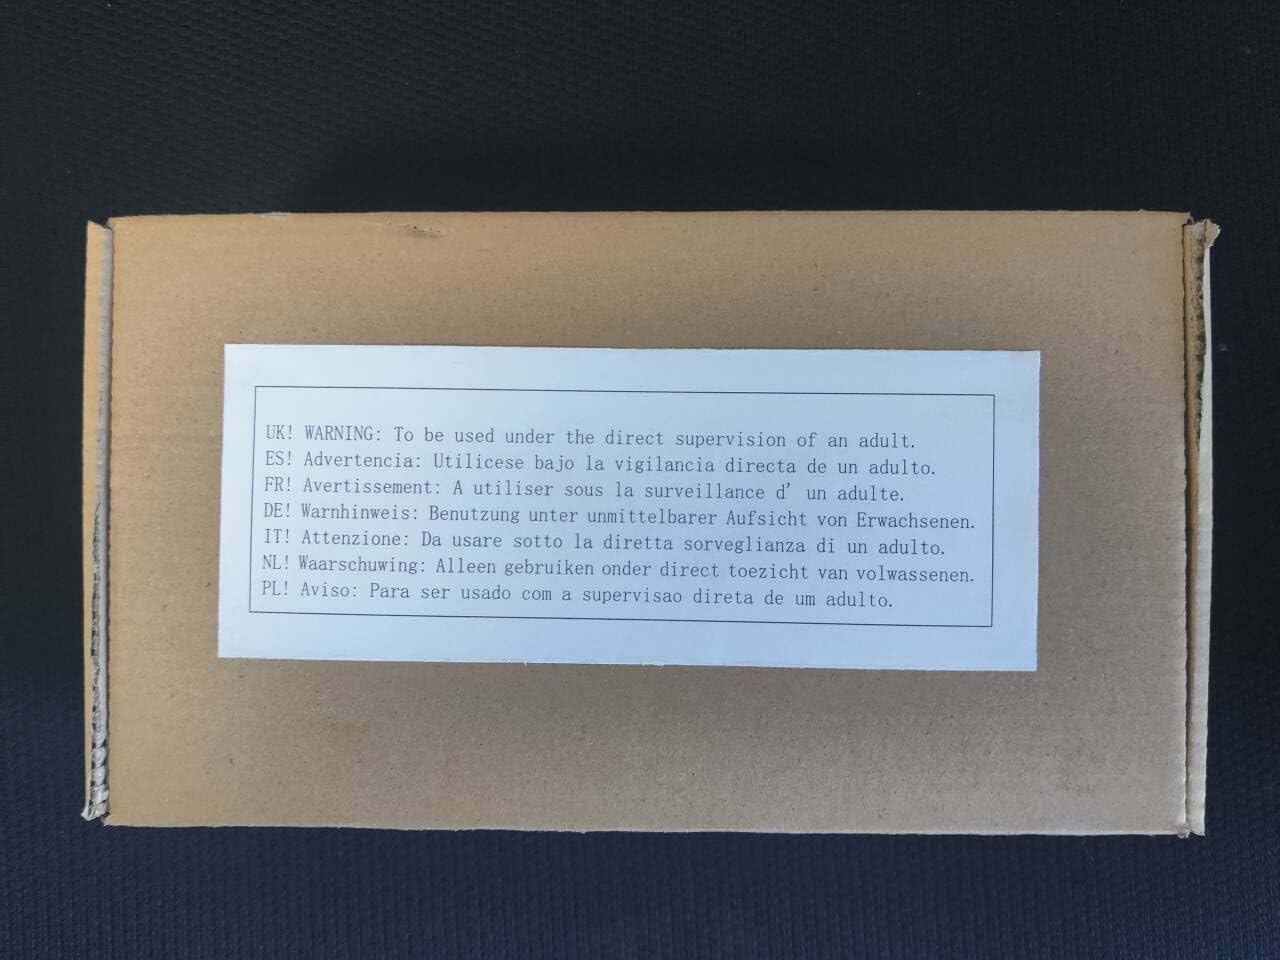 UK! WARNING: To be used under the direct supervision of an adult.
ES! Advertencia: Utilicese bajo la vigilancia directa de un adulto.
FR! Avertissement: A utiliser sous la surveillance d' un adulte.
DE! Warnhinweis: Benutzung unter unmittelbarer Aufsicht von Erwachsenen.
IT! Attenzione: Da usare sotto la diretta sorveglianza di un adulto.
NL! Waarschuwing: Alleen gebruiken onder direct toezicht van volwassenen.
PL! Aviso: Para ser usado com a supervisao direta de um adulto.